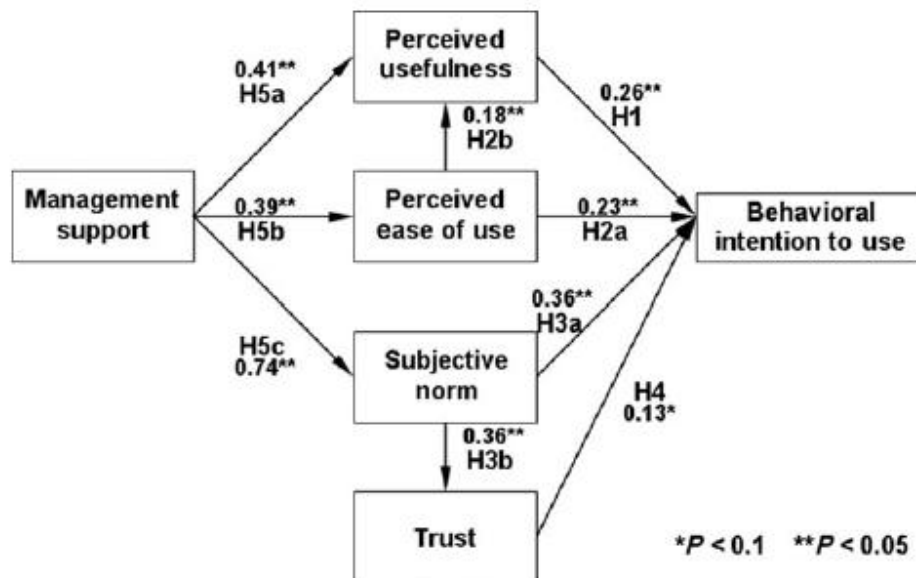 Perceived
usefulness
0.41**
H5a
0.26**
H1
0.18**
H2b
Management
support
0.39**
H5b
Perceived
ease of use
0.23**
H2a
Behavioral
intention to use
0.36**
H3a
H5c
0.74**
Subjective
norm
H4
0.13*
0.36**
H3b
Trust
*P < 0.1 **P < 0.05